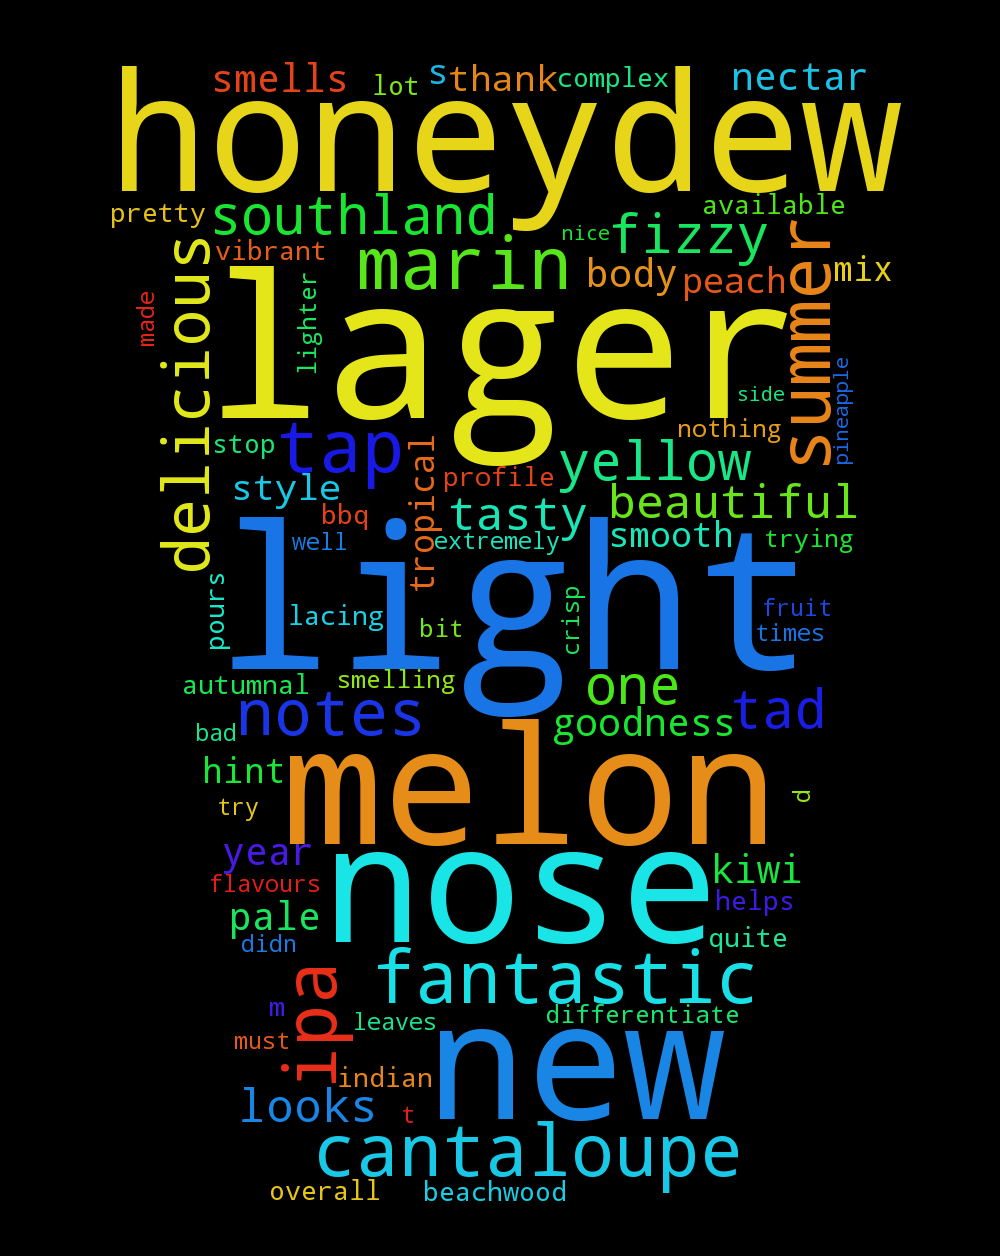 smells lot s thank complex nectar
honeydew
pretty southland nice fizzy available
delicious vibrant marin body peach summer mix
made lighter lager side pineapple
stop tap nothing
style tropical profile yellow
bbq tasty beautiful
well extremely smooth trying
light
pours lacing bit crisp fruit
times
autumnal smelling one
bad notes goodness tad
hint melon
try d
year nose kiwi
flavours helps
pale quite
didn
ipa fantastic
m leaves differentiate
must new
indian
looks t
cantaloupe
overall beachwood